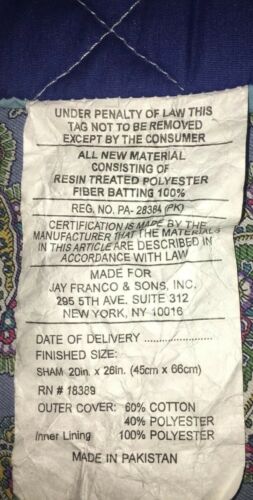 UNDER PENALTY OF LAW THIS
TAG NOT TO BE REMOVED
EXCEPT BY THE CONSUMER
ALL NEW MATERIAL
CONSISTING OF
RESIN TREATED POLYESTER
FIBER BATTING 100%
REG. NO. PA- 28384 (PK)
CERTIFICATION IS MADE BY THE
MANUFACTURER THAT THE MATERIALS
IN THIS ARTICLE ARE DESCRIBED IN
ACCORDANCE WITH LAW
MADE FOR
JAY FRANCO & SONS, INC.
295 5TH AVE. SUITE 312
NEW YORK, NY 10016
DATE OF DELIVERY .....................
FINISHED SIZE:
SHAM 20in. x 26in. (45cm x 66cm)
RN # 18389
OUTER COVER: 60% COTTON
40% POLYESTER
Inner Lining 100% POLYESTER
MADE IN PAKISTAN